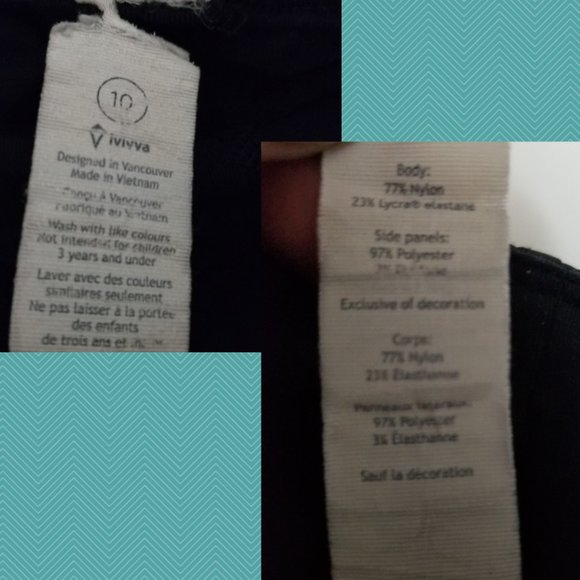 10
ivivva
Designed in Vancouver
Made in Vietnam
Conçu à Vancouver
Fabriqué au Vietnam
Wash with like colours
Not intended for children
3 years and under
Laver avec des couleurs
similaires seulement
Ne pas laisser à la portée
des enfants
de trois ans et
Body:
77% Nylon
23% Lycra® elastane
Side panels:
97% Polyester
Exclusive of decoration
Corps:
77% Nylon
23% Élasthanne
Panneaux latéraux:
97% Polyester
3% Élasthanne
Sauf la décoration